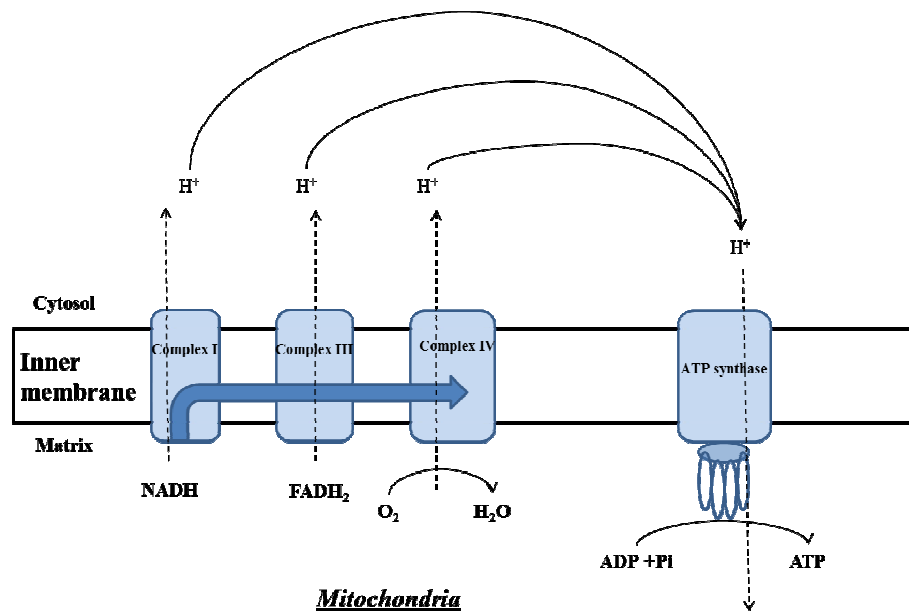 H⁺
H⁺
H⁺
H⁺
Cytosol
Complex I
Complex III
Complex IV
ATP synthase
Inner
membrane
Matrix
NADH
FADH₂
O₂
H₂O
ADP +Pi
ATP
Mitochondria